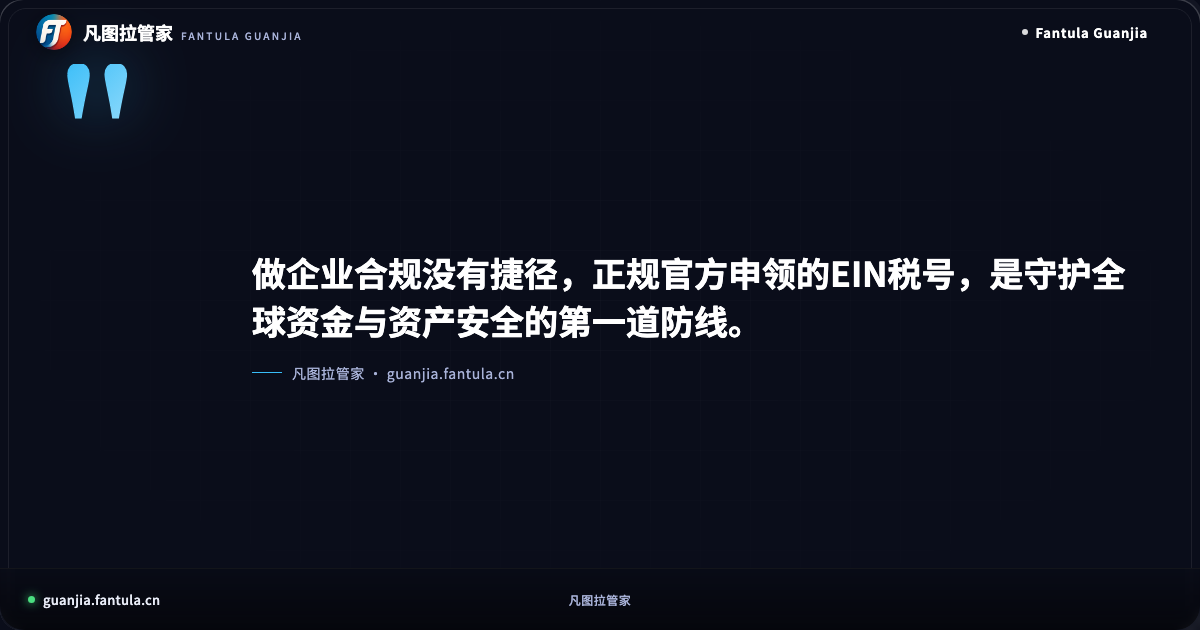 FT 凡图拉管家 FANTULA GUANJIA
Fantula Guanjia
"
做企业合规没有捷径，正规官方申领的EIN税号，是守护全
球资金与资产安全的第一道防线。
凡图拉管家 · guanjia.fantula.cn
guanjia.fantula.cn
凡图拉管家